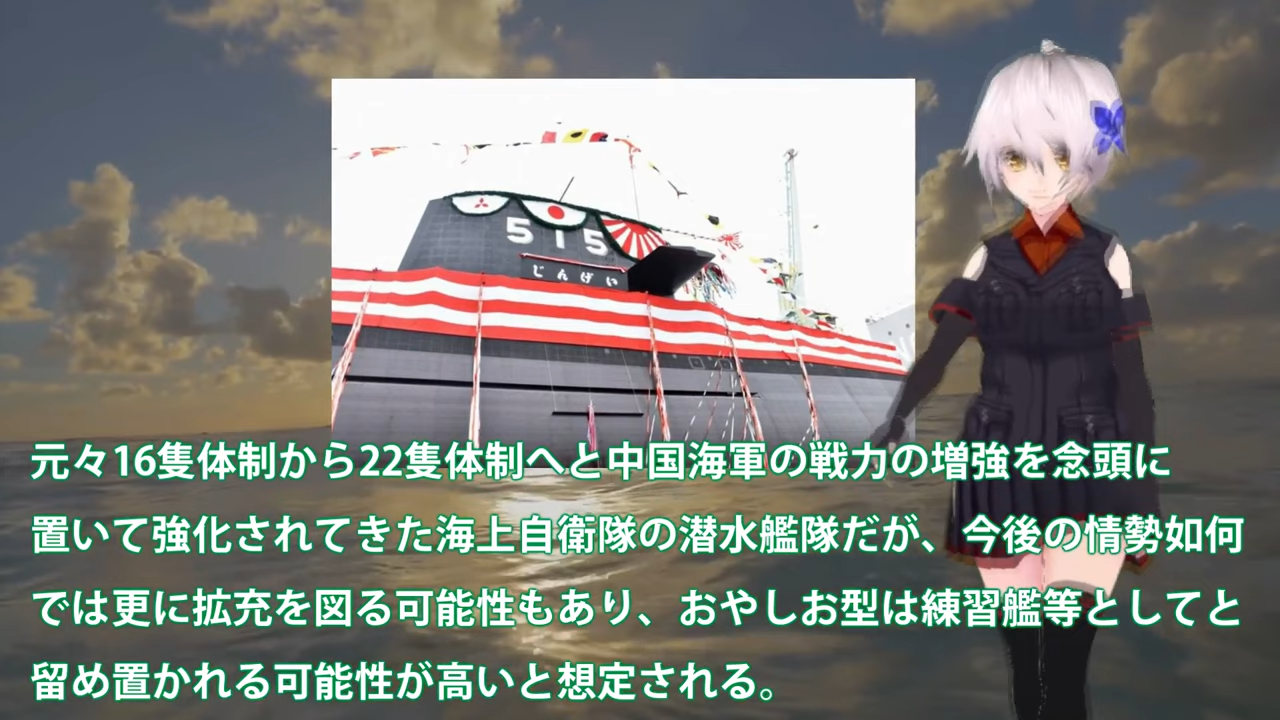 515
じんげい
元々16隻体制から22隻体制へと中国海軍の戦力の増強を念頭に
置いて強化されてきた海上自衛隊の潜水艦隊だが、今後の情勢如何
では更に拡充を図る可能性もあり、おやしお型は練習艦等としてと
留め置かれる可能性が高いと想定される。